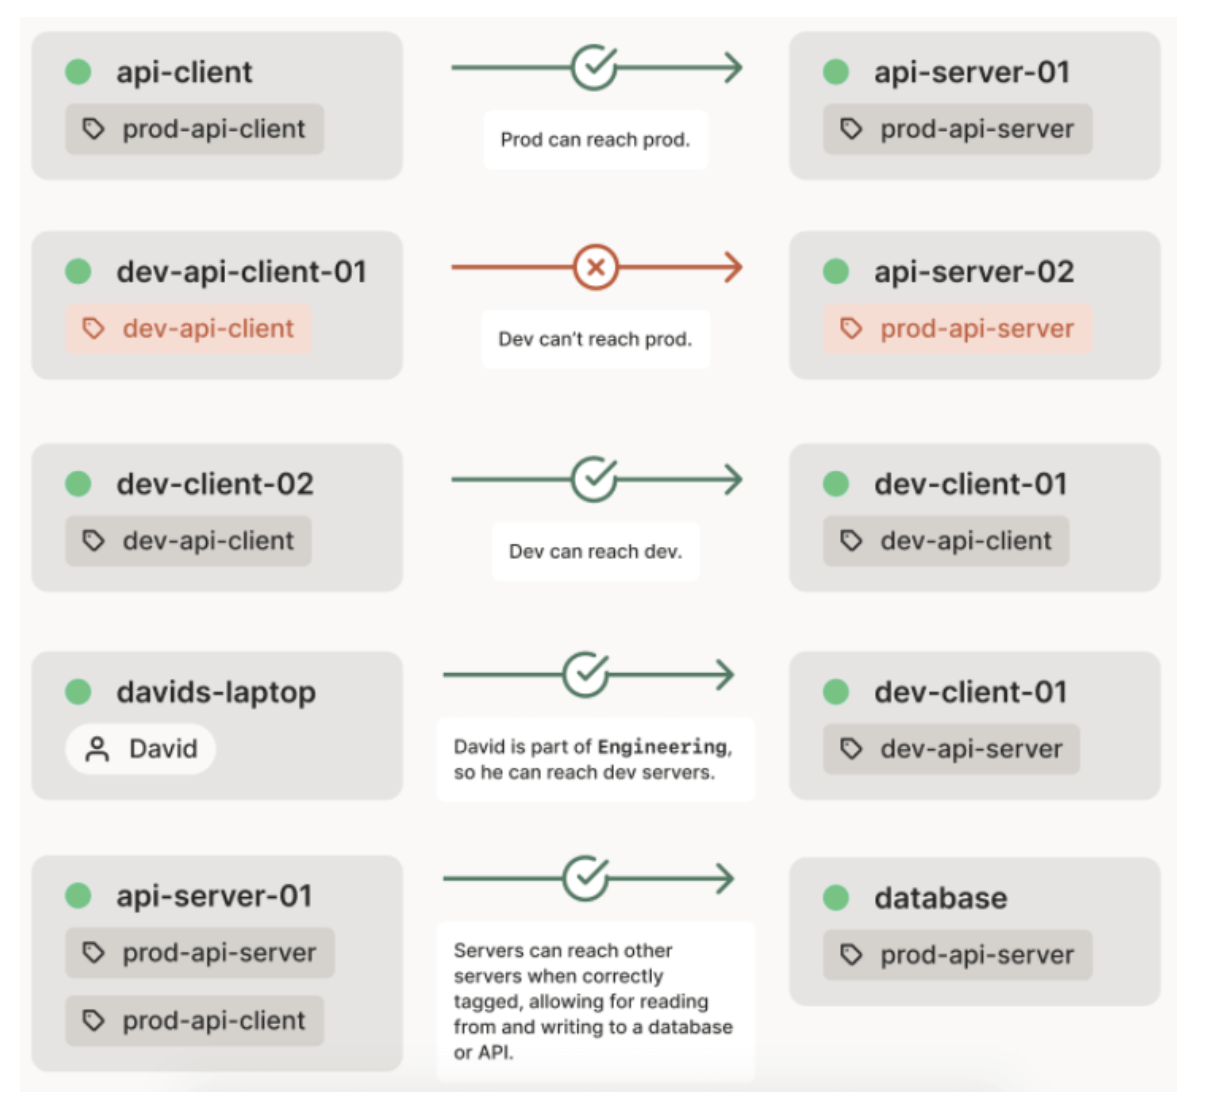 api-client
prod-api-client
Prod can reach prod.
api-server-01
prod-api-server
dev-api-client-01
dev-api-client
Dev can’t reach prod.
api-server-02
prod-api-server
dev-client-02
dev-api-client
Dev can reach dev.
dev-client-01
dev-api-client
davids-laptop
David
David is part of Engineering,
so he can reach dev servers.
dev-client-01
dev-api-server
api-server-01
prod-api-server
prod-api-client
Servers can reach other
servers when correctly
tagged, allowing for reading
from and writing to a database
or API.
database
prod-api-server